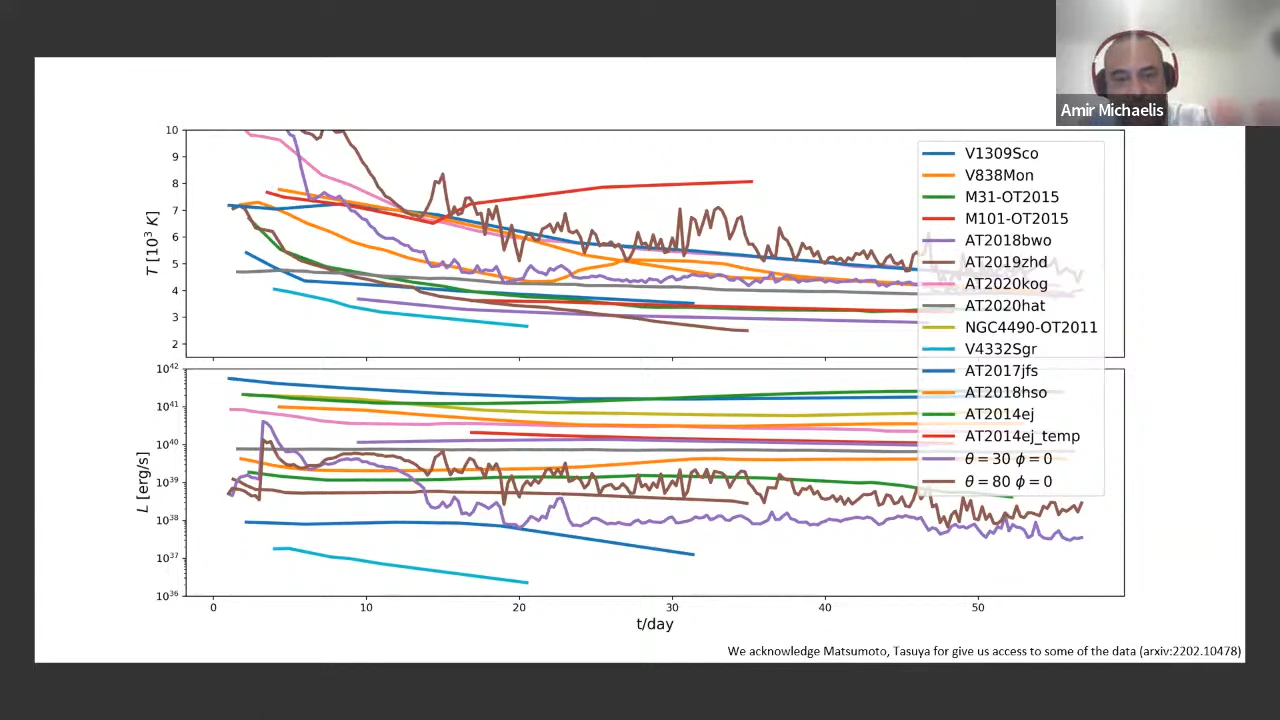 Amir Michaelis
10
9
8
7
6
5
4
3
2
T [10³ K]
V1309Sco
V838Mon
M31-OT2015
M101-OT2015
AT2018bwo
AT2019zhd
AT2020kog
AT2020hat
NGC4490-OT2011
V4332Sgr
AT2017jfs
AT2018hso
AT2014ej
AT2014ej_temp
θ = 30 ϕ = 0
θ = 80 ϕ = 0
10⁴²
10⁴¹
10⁴⁰
10³⁹
10³⁸
10³⁷
10³⁶
L [erg/s]
0 10 20 30 40 50
t/day
We acknowledge Matsumoto, Tasuya for give us access to some of the data (arxiv:2202.10478)